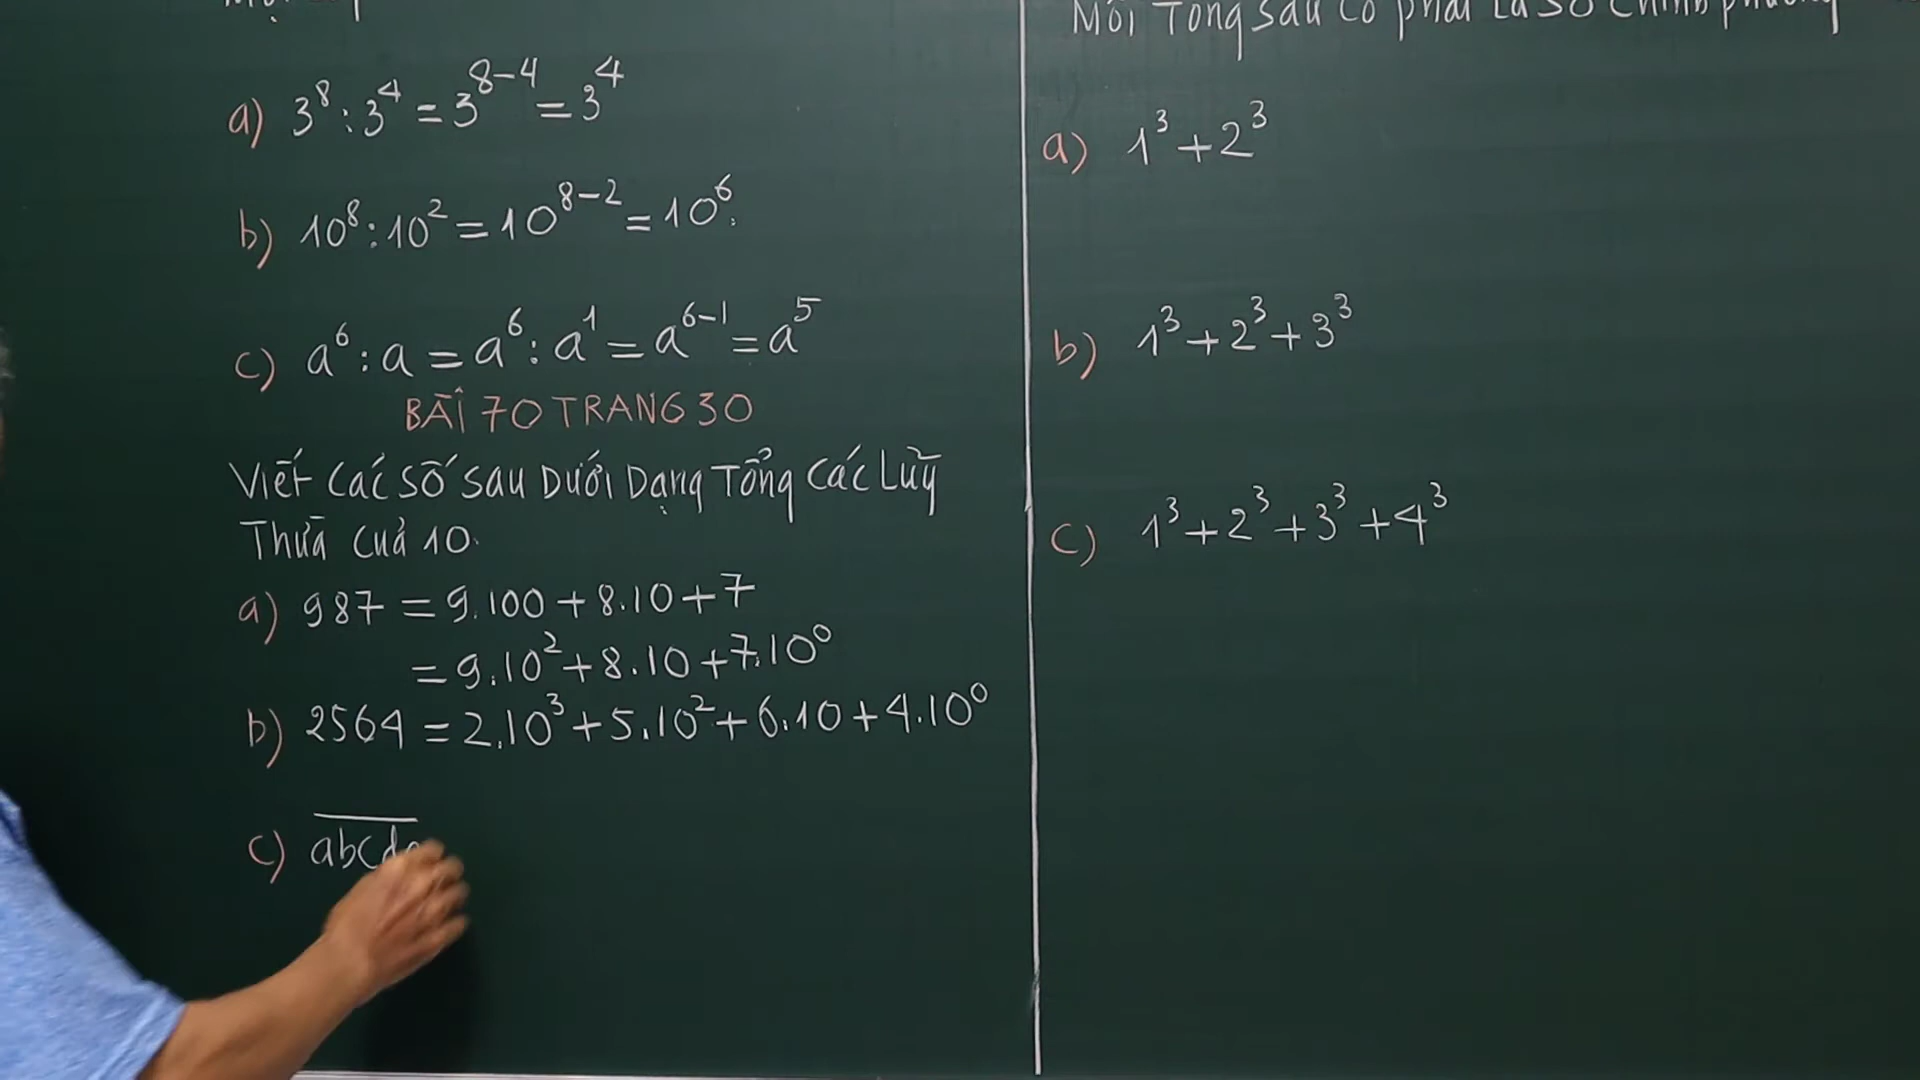 a) 3⁸ : 3⁴ = 3⁸⁻⁴ = 3⁴
b) 10⁸ : 10² = 10⁸⁻² = 10⁶.
c) a⁶ : a = a⁶ : a¹ = a⁶⁻¹ = a⁵
BÀI 70 TRANG 30
Viết Các Số Sau Dưới Dạng Tổng Các Lũy
Thừa Của 10.
a) 987 = 9.100 + 8.10 + 7
= 9.10² + 8.10 + 7.10⁰
b) 2564 = 2.10³ + 5.10² + 6.10 + 4.10⁰
c) abcde
Mỗi Tổng Sau Có phải Là Số Chính phương
a) 1³ + 2³
b) 1³ + 2³ + 3³
c) 1³ + 2³ + 3³ + 4³